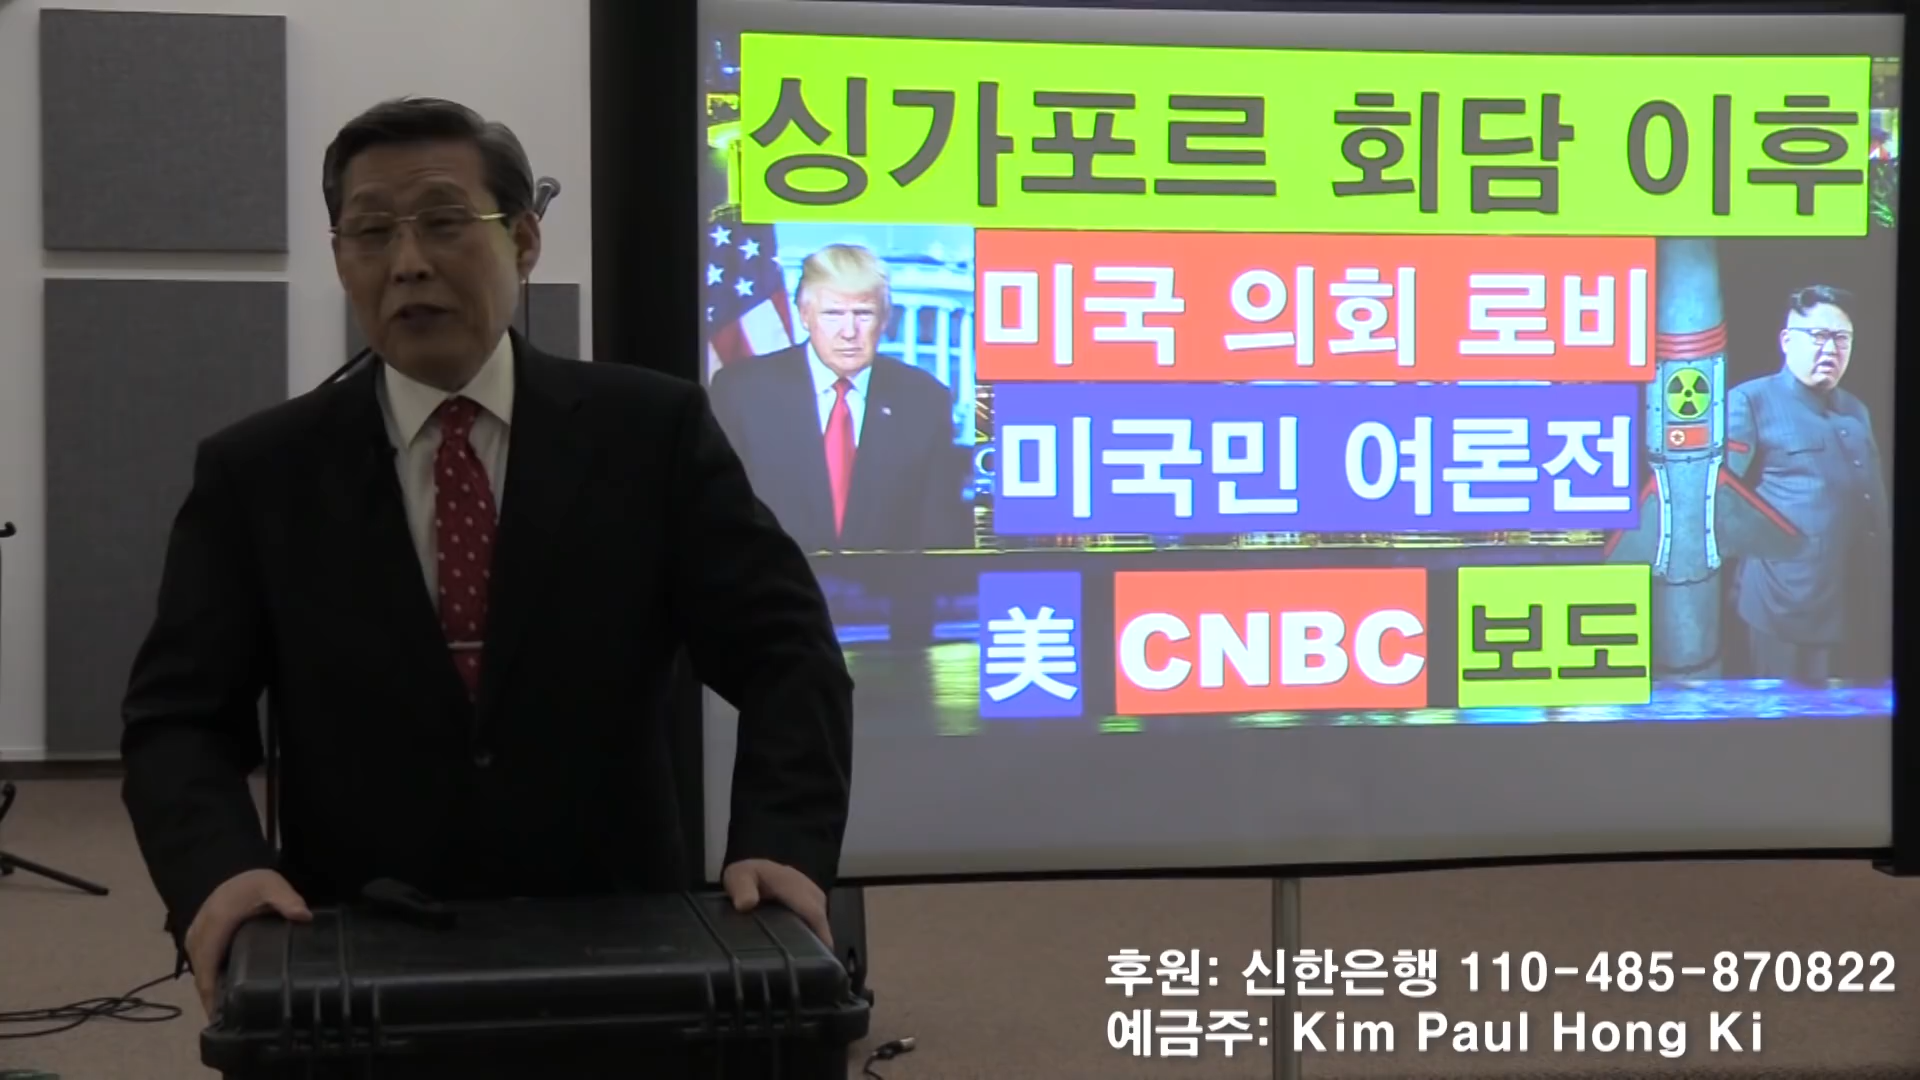 싱가포르 회담 이후
미국 의회 로비
미국민 여론전
美 CNBC 보도
후원: 신한은행 110-485-870822
예금주: Kim Paul Hong Ki